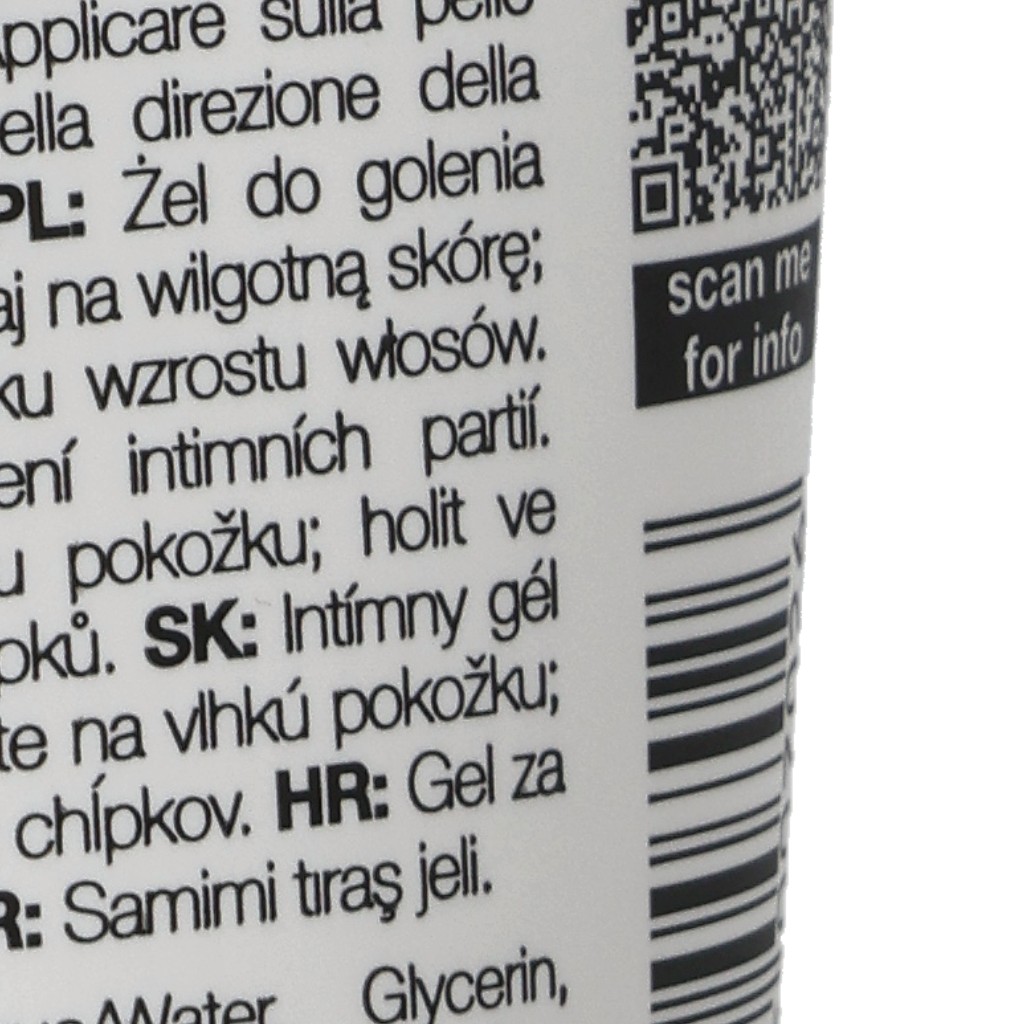 Applicare sulla pelle
ella direzione della
PL: Żel do golenia
aj na wilgotną skórę;
ku wzrostu włosów.
ení intimních partií.
u pokožku; holit ve
oků. SK: Intímny gél
te na vlhkú pokožku;
chĺpkov. HR: Gel za
R: Samimi tıraş jeli.
Water Glycerin,
scan me
for info